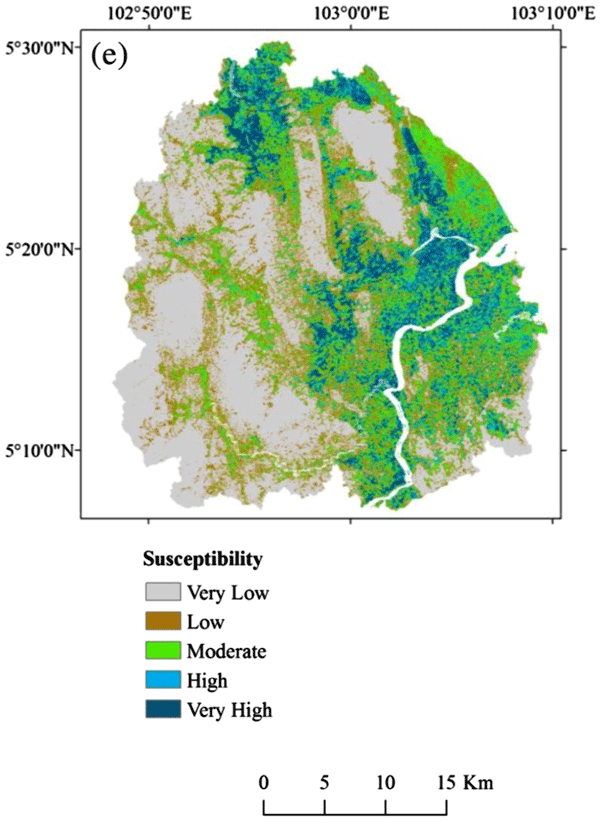 102°50'0"E 103°0'0"E 103°10'0"E
5°30'0"N
(e)
5°20'0"N
5°10'0"N
Susceptibility
Very Low
Low
Moderate
High
Very High
0 5 10 15 Km